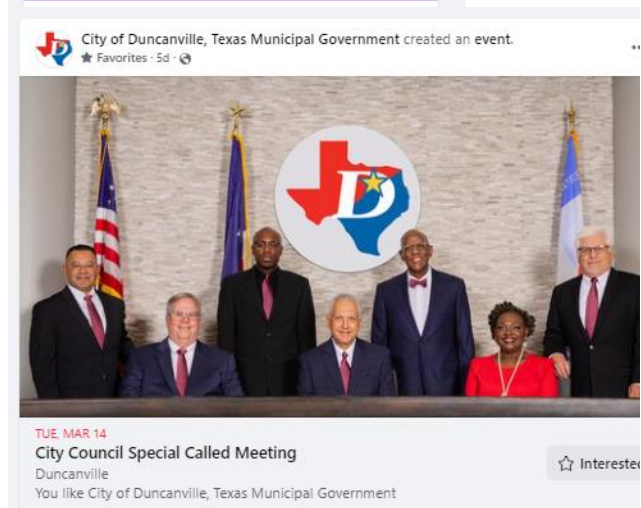 City of Duncanville, Texas Municipal Government created an event.
Favorites · 5d ·
D
TUE, MAR 14
City Council Special Called Meeting
Duncanville
You like City of Duncanville, Texas Municipal Government
Interested